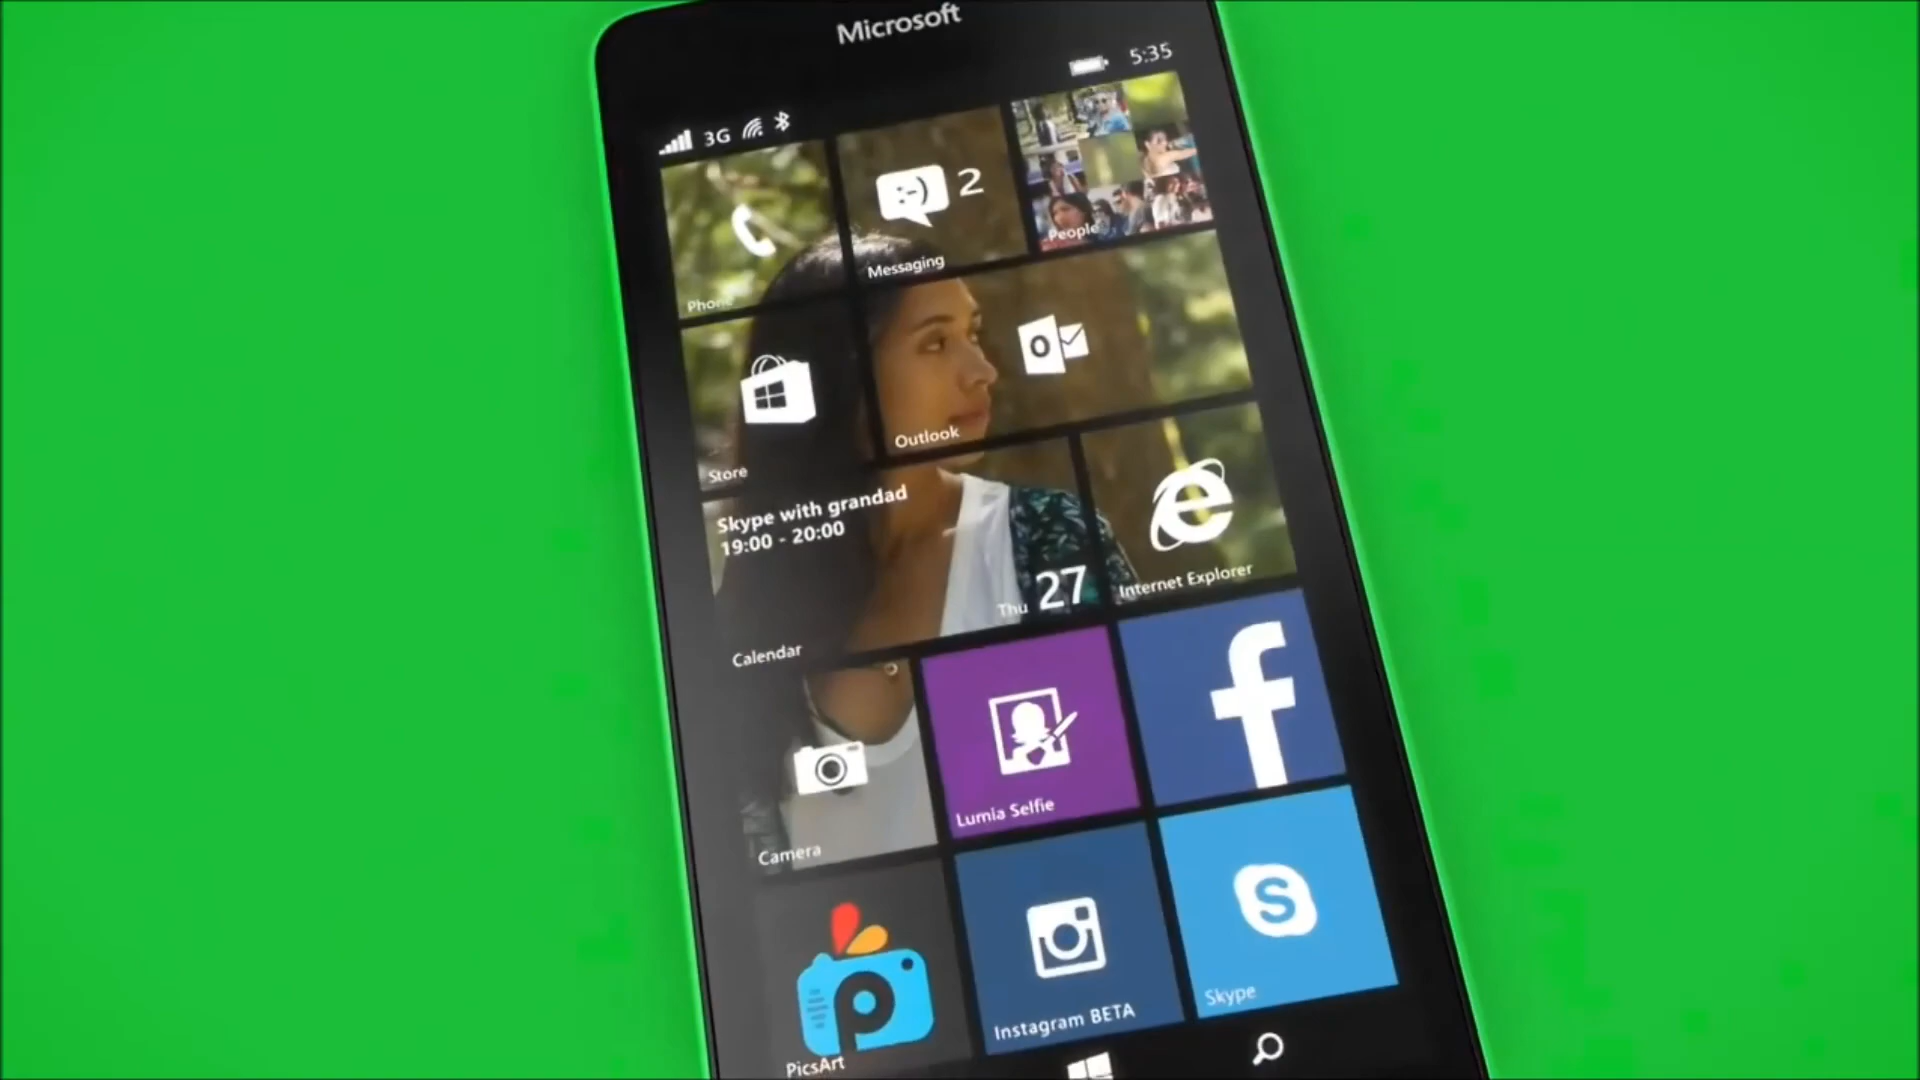 Microsoft
5:35
3G
2
Phone
Messaging
People
Store
Outlook
Skype with grandad
19:00 - 20:00
Thu 27
Calendar
Internet Explorer
Camera
Lumia Selfie
PicsArt
Instagram BETA
Skype